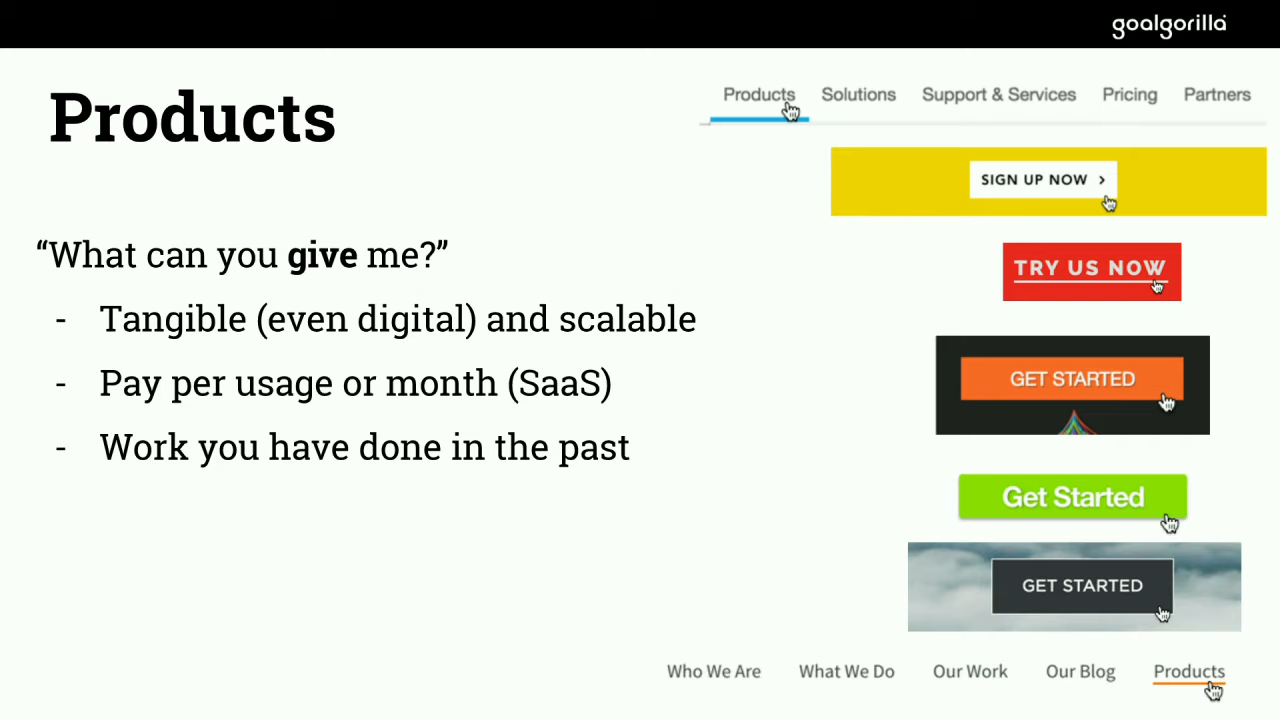 goalgorilla
Products
“What can you give me?”
- Tangible (even digital) and scalable
- Pay per usage or month (SaaS)
- Work you have done in the past
Products Solutions Support & Services Pricing Partners
SIGN UP NOW >
TRY US NOW
GET STARTED
Get Started
GET STARTED
Who We Are What We Do Our Work Our Blog Products